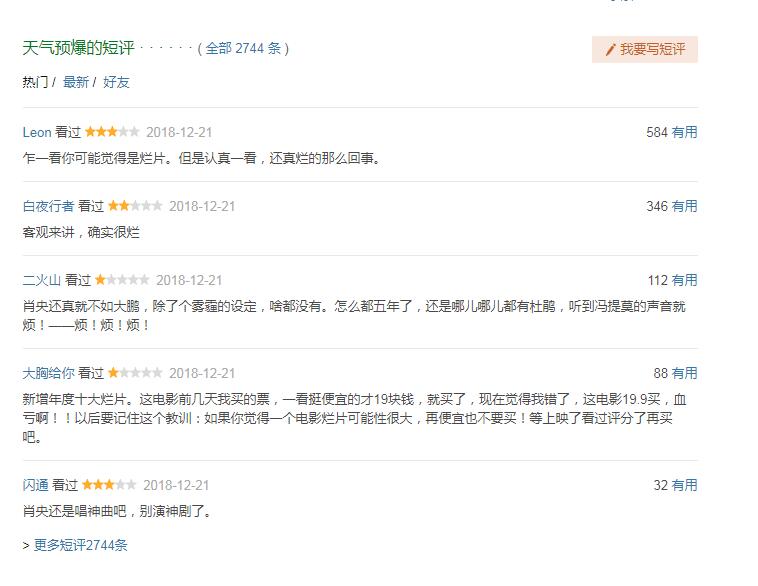 天气预爆的短评 · · · · · · ( 全部 2744 条 )
我要写短评
热门 / 最新 / 好友
Leon 看过 2018-12-21 584 有用
乍一看你可能觉得是烂片。但是认真一看，还真烂的那么回事。
白夜行者 看过 2018-12-21 346 有用
客观来讲，确实很烂
二火山 看过 2018-12-21 112 有用
肖央还真就不如大鹏，除了个雾霾的设定，啥都没有。怎么都五年了，还是哪儿哪儿都有杜鹃，听到冯提莫的声音就
烦！——烦！烦！烦！
大胸给你 看过 2018-12-21 88 有用
新增年度十大烂片。这电影前几天我买的票，一看挺便宜的才19块钱，就买了，现在觉得我错了，这电影19.9买，血
亏啊！！以后要记住这个教训：如果你觉得一个电影烂片可能性很大，再便宜也不要买！等上映了看过评分了再买
吧。
闪通 看过 2018-12-21 32 有用
肖央还是唱神曲吧，别演神剧了。
> 更多短评2744条